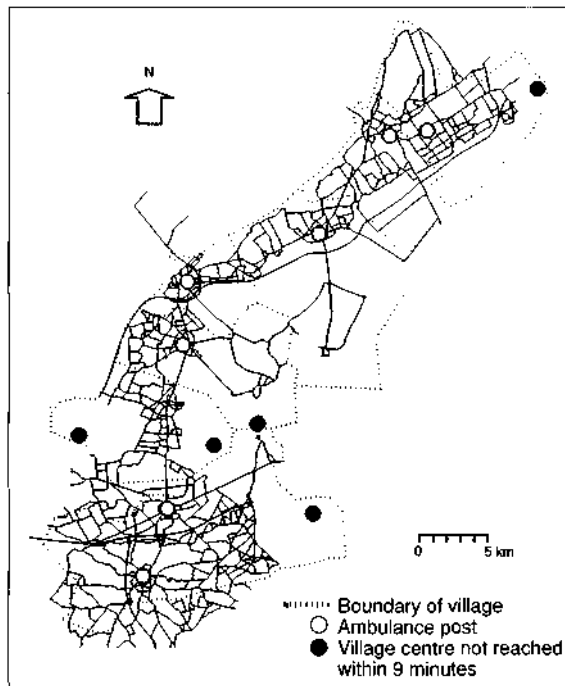 N
0 5 km
Boundary of village
Ambulance post
Village centre not reached
within 9 minutes